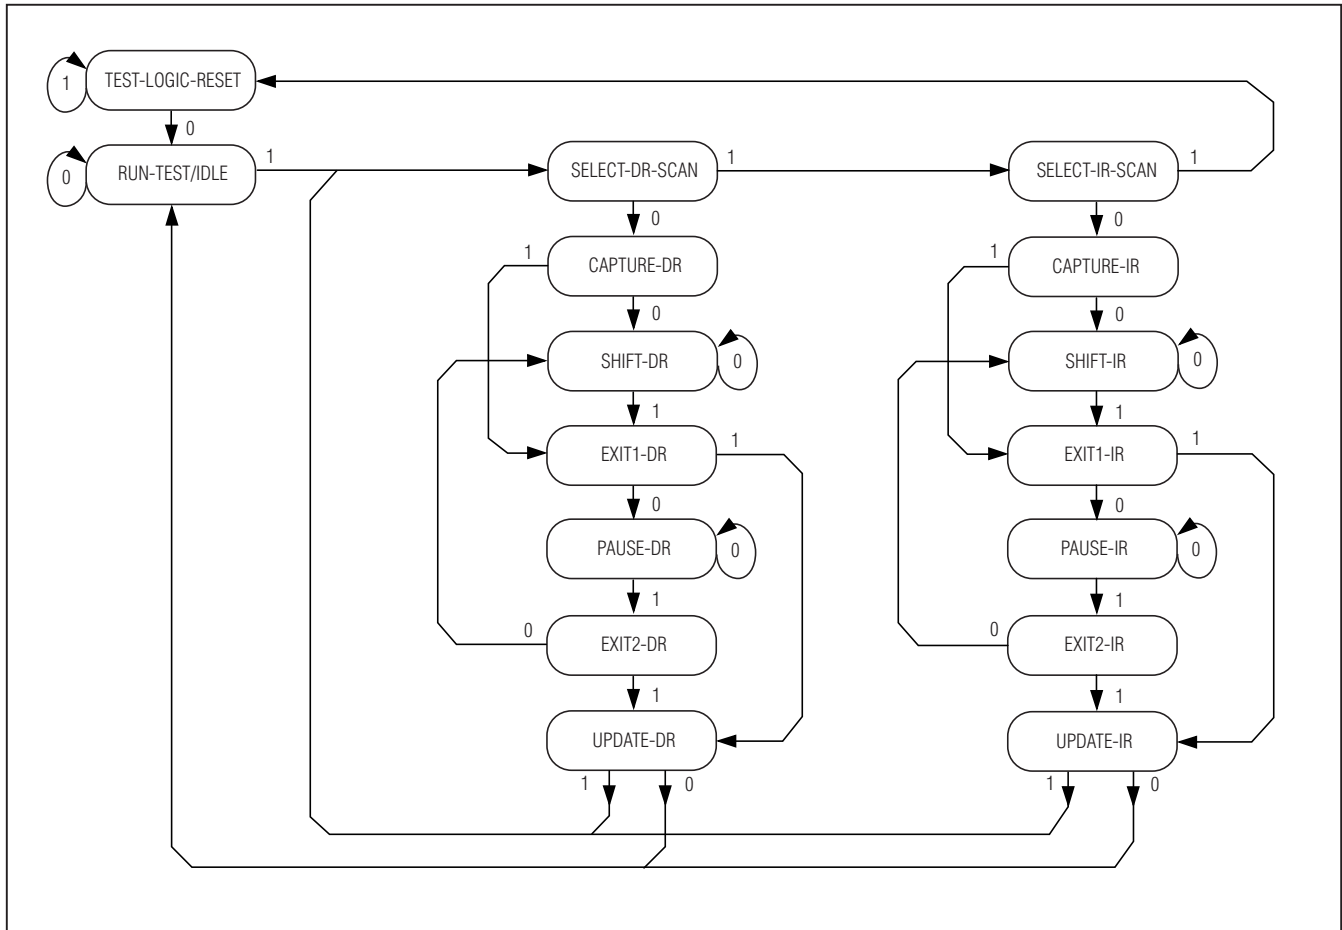 TEST-LOGIC-RESET
1
0
RUN-TEST/IDLE
0
1
SELECT-DR-SCAN
1
0
CAPTURE-DR
1
0
SHIFT-DR
0
1
EXIT1-DR
1
0
PAUSE-DR
0
1
EXIT2-DR
0
1
UPDATE-DR
1
0
SELECT-IR-SCAN
1
0
CAPTURE-IR
1
0
SHIFT-IR
0
1
EXIT1-IR
1
0
PAUSE-IR
0
1
EXIT2-IR
0
1
UPDATE-IR
1
0